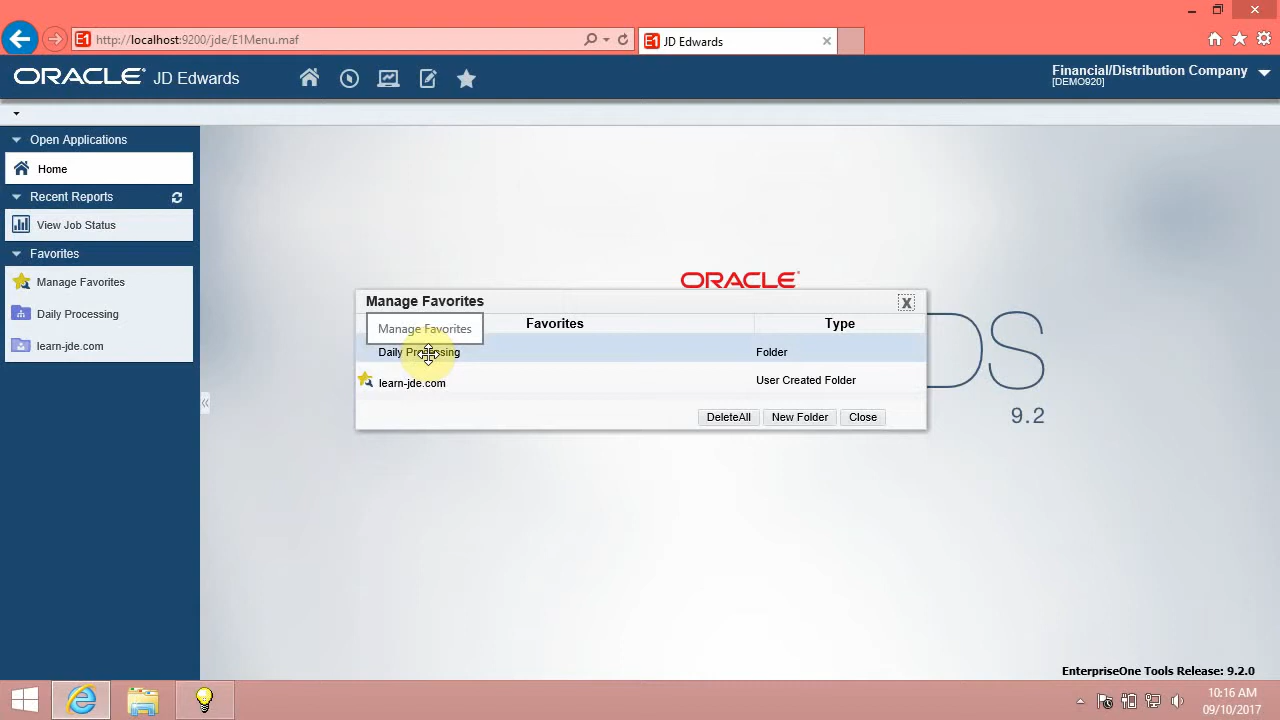 http://localhost:9200/jde/E1Menu.maf
E1 JD Edwards
ORACLE JD Edwards
Financial/Distribution Company
[DEMO920]
Open Applications
Home
Recent Reports
View Job Status
Favorites
Manage Favorites
Daily Processing
learn-jde.com
ORACLE
DS
9.2
Manage Favorites
X
Manage Favorites
Favorites Type
Daily Processing Folder
learn-jde.com User Created Folder
DeleteAll New Folder Close
EnterpriseOne Tools Release: 9.2.0
10:16 AM
09/10/2017